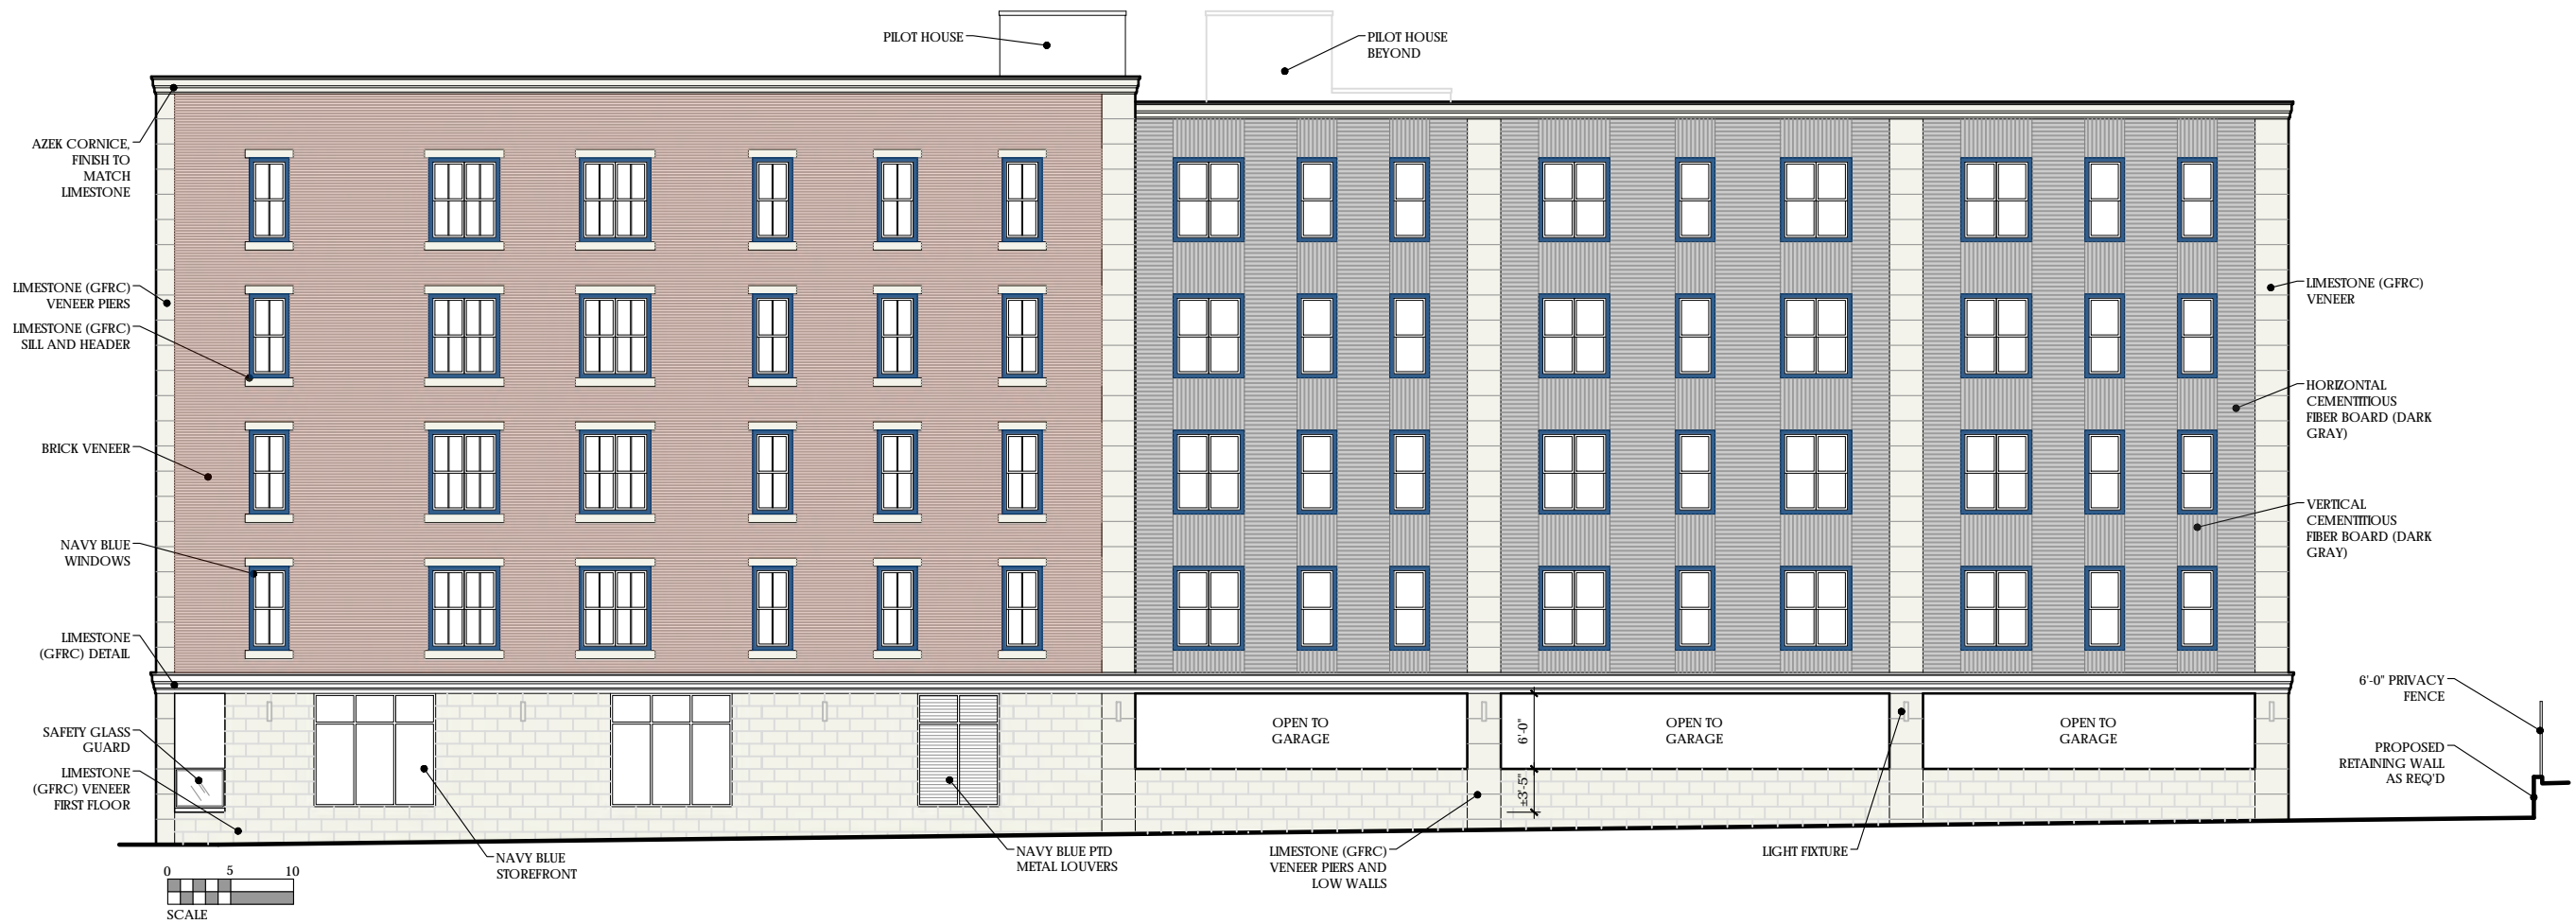 PILOT HOUSE
PILOT HOUSE
BEYOND
AZEK CORNICE,
FINISH TO
MATCH
LIMESTONE
LIMESTONE (GFRC)
VENEER PIERS
LIMESTONE (GFRC)
SILL AND HEADER
BRICK VENEER
NAVY BLUE
WINDOWS
LIMESTONE
(GFRC) DETAIL
SAFETY GLASS
GUARD
LIMESTONE
(GFRC) VENEER
FIRST FLOOR
LIMESTONE (GFRC)
VENEER
HORIZONTAL
CEMENTITIOUS
FIBER BOARD (DARK
GRAY)
VERTICAL
CEMENTITIOUS
FIBER BOARD (DARK
GRAY)
6'-0" PRIVACY
FENCE
PROPOSED
RETAINING WALL
AS REQ'D
OPEN TO
GARAGE
6'-0"
±3'-5"
OPEN TO
GARAGE
OPEN TO
GARAGE
NAVY BLUE
STOREFRONT
NAVY BLUE PTD
METAL LOUVERS
LIMESTONE (GFRC)
VENEER PIERS AND
LOW WALLS
LIGHT FIXTURE
0 5 10
SCALE